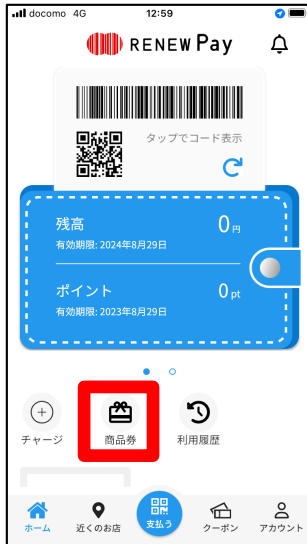 docomo 4G 12:59
RENEW Pay
タップでコード表示
残高 0円
有効期限: 2024年8月29日
ポイント 0pt
有効期限: 2023年8月29日
チャージ 商品券 利用履歴
ホーム 近くのお店 支払う クーポン アカウント